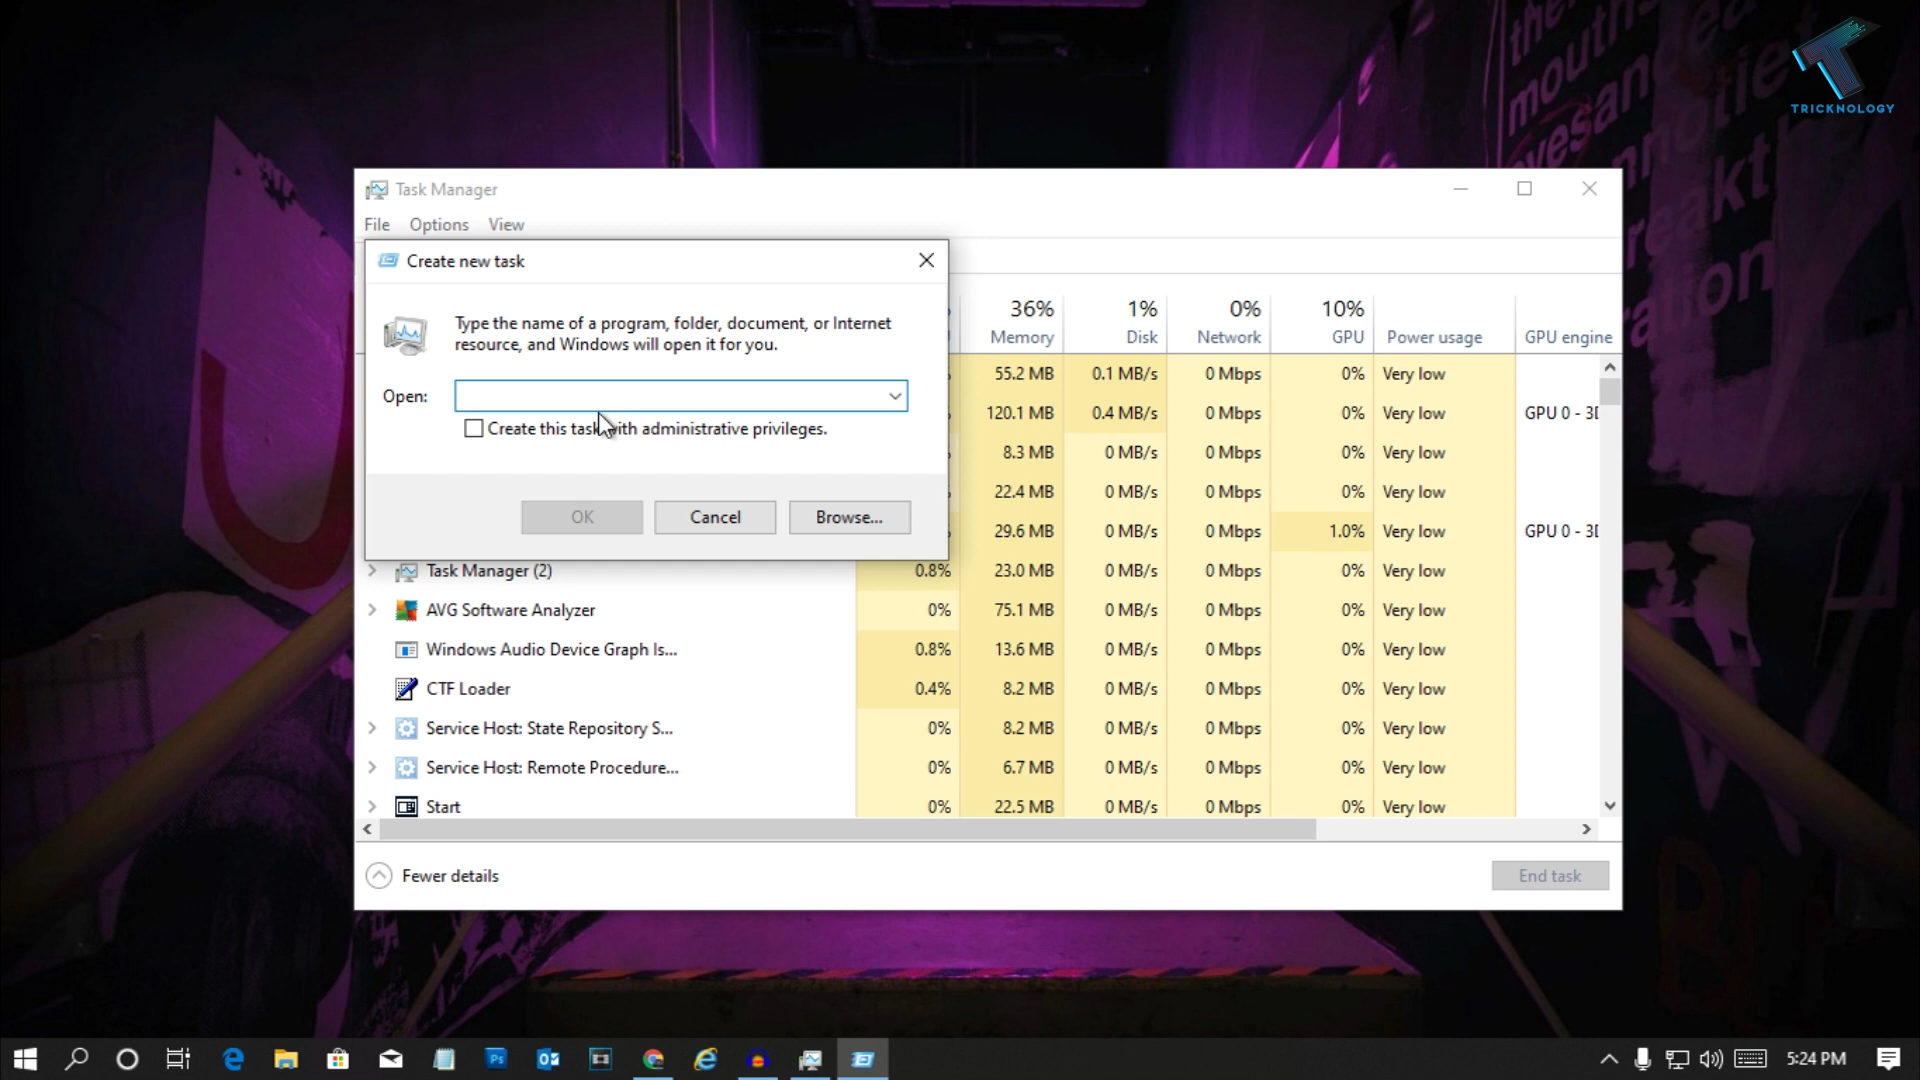 TRICKNOLOGY
Task Manager
File Options View
Create new task
Type the name of a program, folder, document, or Internet
resource, and Windows will open it for you.
Open:
Create this task with administrative privileges.
OK Cancel Browse...
36% 1% 0% 10%
Memory Disk Network GPU Power usage GPU engine
55.2 MB 0.1 MB/s 0 Mbps 0% Very low
120.1 MB 0.4 MB/s 0 Mbps 0% Very low GPU 0 - 3D
8.3 MB 0 MB/s 0 Mbps 0% Very low
22.4 MB 0 MB/s 0 Mbps 0% Very low
29.6 MB 0 MB/s 0 Mbps 1.0% Very low GPU 0 - 3D
Task Manager (2) 0.8% 23.0 MB 0 MB/s 0 Mbps 0% Very low
AVG Software Analyzer 0% 75.1 MB 0 MB/s 0 Mbps 0% Very low
Windows Audio Device Graph Is... 0.8% 13.6 MB 0 MB/s 0 Mbps 0% Very low
CTF Loader 0.4% 8.2 MB 0 MB/s 0 Mbps 0% Very low
Service Host: State Repository S... 0% 8.2 MB 0 MB/s 0 Mbps 0% Very low
Service Host: Remote Procedure... 0% 6.7 MB 0 MB/s 0 Mbps 0% Very low
Start 0% 22.5 MB 0 MB/s 0 Mbps 0% Very low
Fewer details
End task
5:24 PM